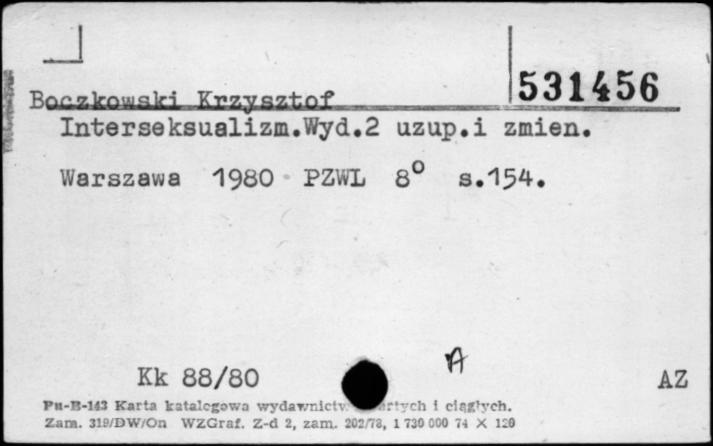 531456
Boczkowski Krzysztof
Interseksualizm.Wyd.2 uzup.i zmien.
Warszawa 1980 PZWL 8° s.154.
A
Kk 88/80
AZ
Pu-B-143 Karta katalogowa wydawnictw i ciągłych.
Zam. 319/DW/On WZGraf. Z-d 2, zam. 202/78, 1 730 000 74 X 120